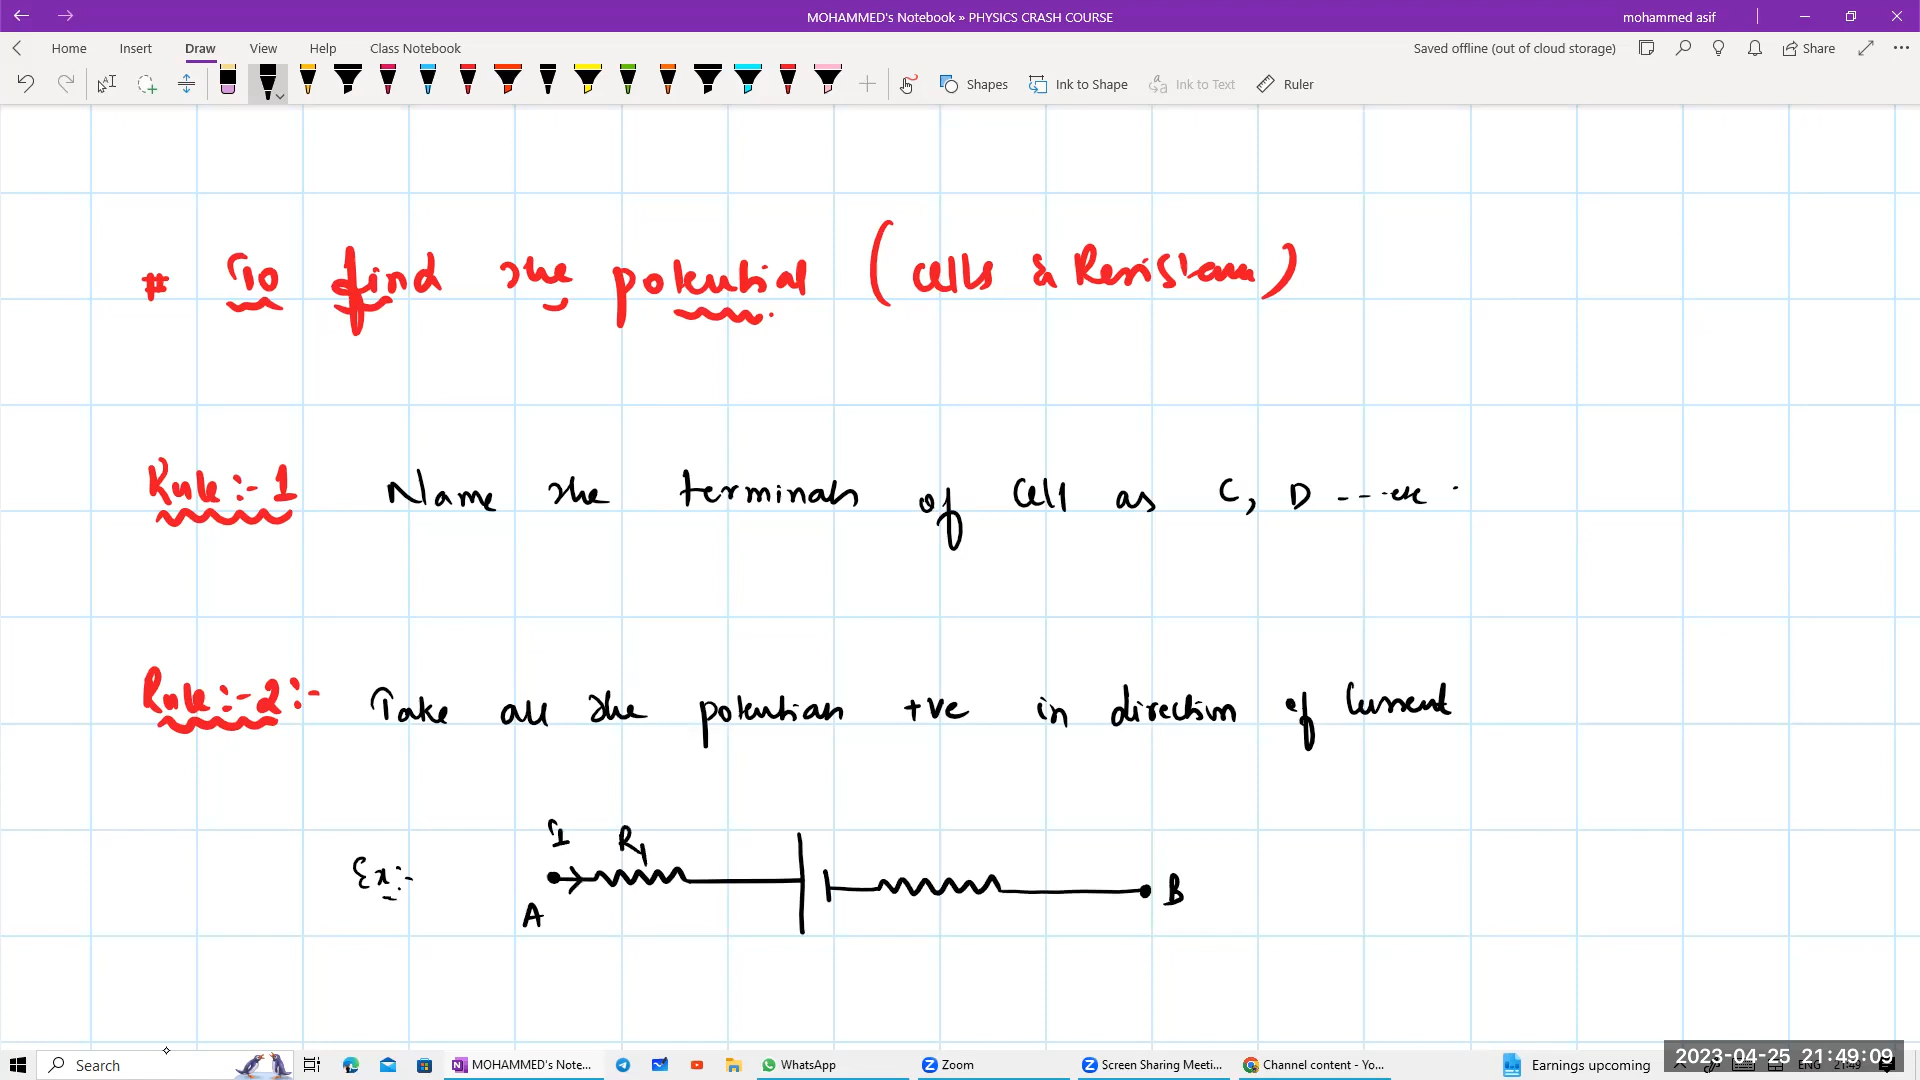 MOHAMMED's Notebook » PHYSICS CRASH COURSE
mohammed asif
Home Insert Draw View Help Class Notebook
Saved offline (out of cloud storage)
Share
Shapes Ink to Shape Ink to Text Ruler
# To find the potential (cells & Resistance)
Rule:- 1 Name the terminals of Cell as C, D ---- etc.
Rule:- 2:- Take all the potentials +ve in direction of Current
I R1
Ex:-
A B
Search
MOHAMMED's Note...
WhatsApp
Zoom
Screen Sharing Meeti...
Channel content - Yo...
Earnings upcoming
ENG
2023-04-25 21:49:09